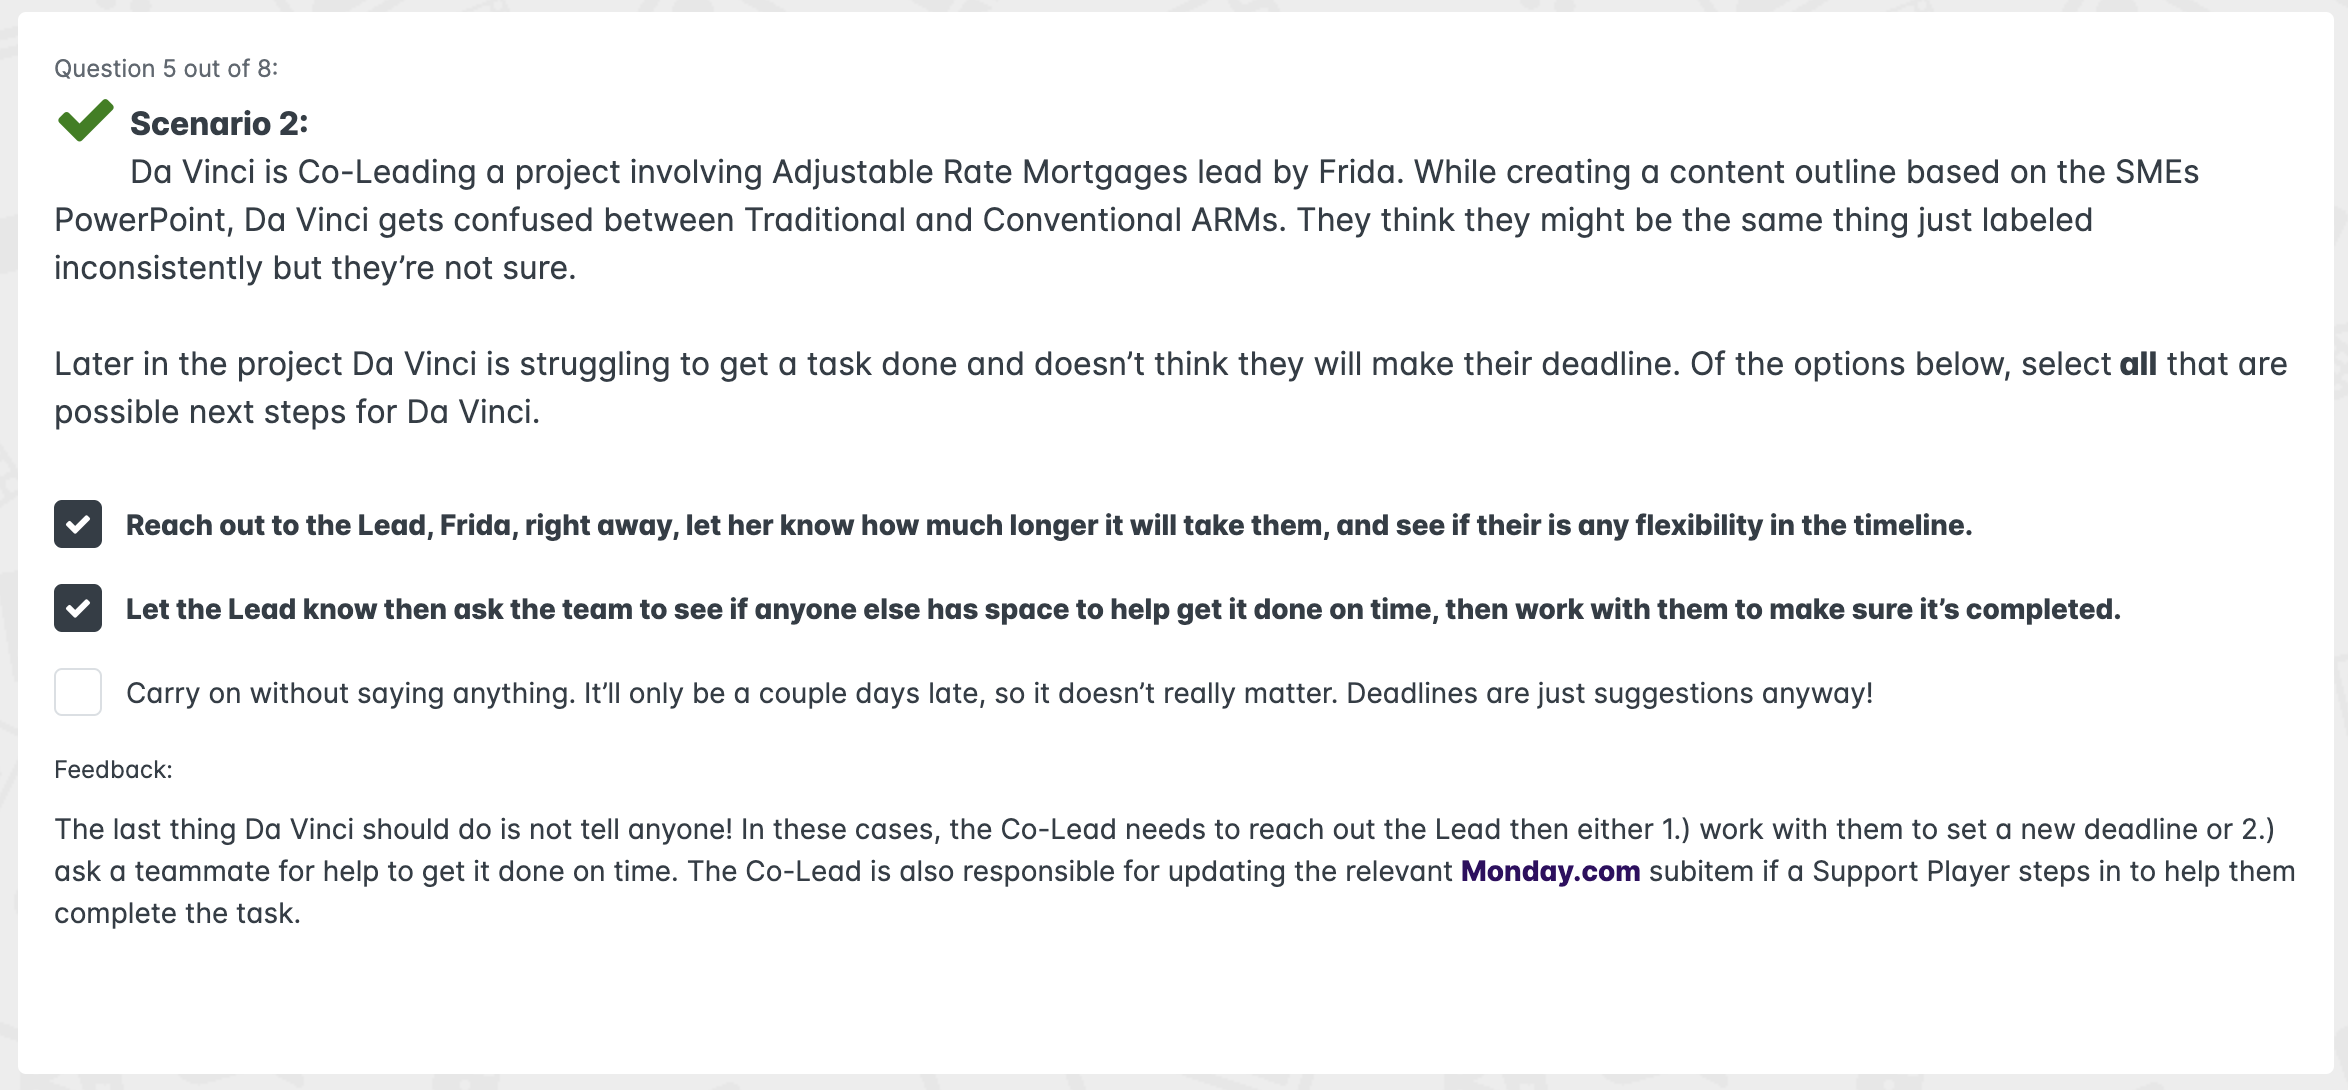 Question 5 out of 8:
Scenario 2:
Da Vinci is Co-Leading a project involving Adjustable Rate Mortgages lead by Frida. While creating a content outline based on the SMEs
PowerPoint, Da Vinci gets confused between Traditional and Conventional ARMs. They think they might be the same thing just labeled
inconsistently but they’re not sure.
Later in the project Da Vinci is struggling to get a task done and doesn’t think they will make their deadline. Of the options below, select all that are
possible next steps for Da Vinci.
Reach out to the Lead, Frida, right away, let her know how much longer it will take them, and see if their is any flexibility in the timeline.
Let the Lead know then ask the team to see if anyone else has space to help get it done on time, then work with them to make sure it’s completed.
Carry on without saying anything. It’ll only be a couple days late, so it doesn’t really matter. Deadlines are just suggestions anyway!
Feedback:
The last thing Da Vinci should do is not tell anyone! In these cases, the Co-Lead needs to reach out the Lead then either 1.) work with them to set a new deadline or 2.)
ask a teammate for help to get it done on time. The Co-Lead is also responsible for updating the relevant Monday.com subitem if a Support Player steps in to help them
complete the task.